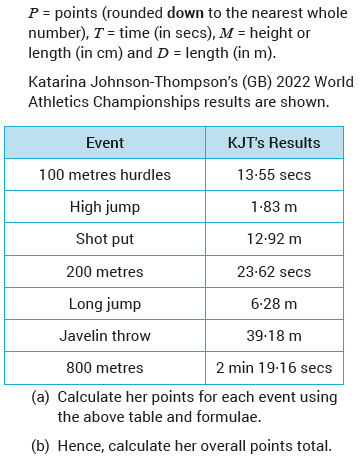 P = points (rounded down to the nearest whole
number), T = time (in secs), M = height or
length (in cm) and D = length (in m).
Katarina Johnson-Thompson's (GB) 2022 World
Athletics Championships results are shown.
Event KJT's Results
100 metres hurdles 13·55 secs
High jump 1·83 m
Shot put 12·92 m
200 metres 23·62 secs
Long jump 6·28 m
Javelin throw 39·18 m
800 metres 2 min 19·16 secs
(a) Calculate her points for each event using
the above table and formulae.
(b) Hence, calculate her overall points total.